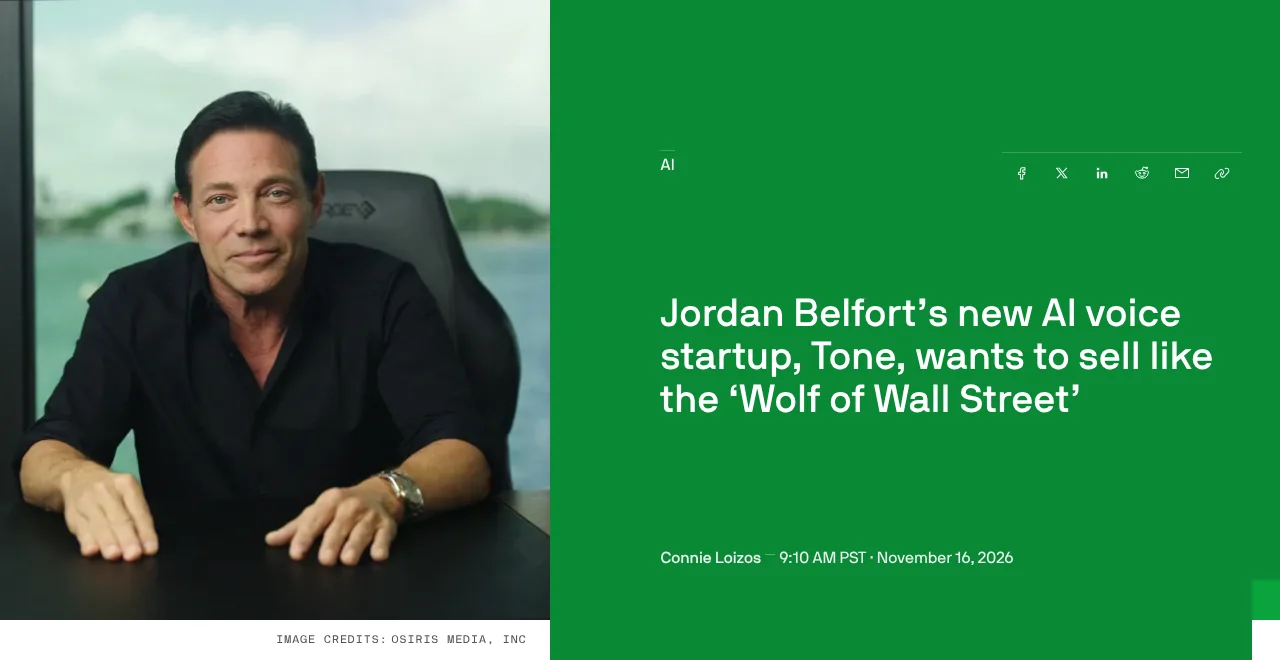 AI
Jordan Belfort’s new AI voice
startup, Tone, wants to sell like
the ‘Wolf of Wall Street’
Connie Loizos — 9:10 AM PST · November 16, 2026
IMAGE CREDITS: OSIRIS MEDIA, INC